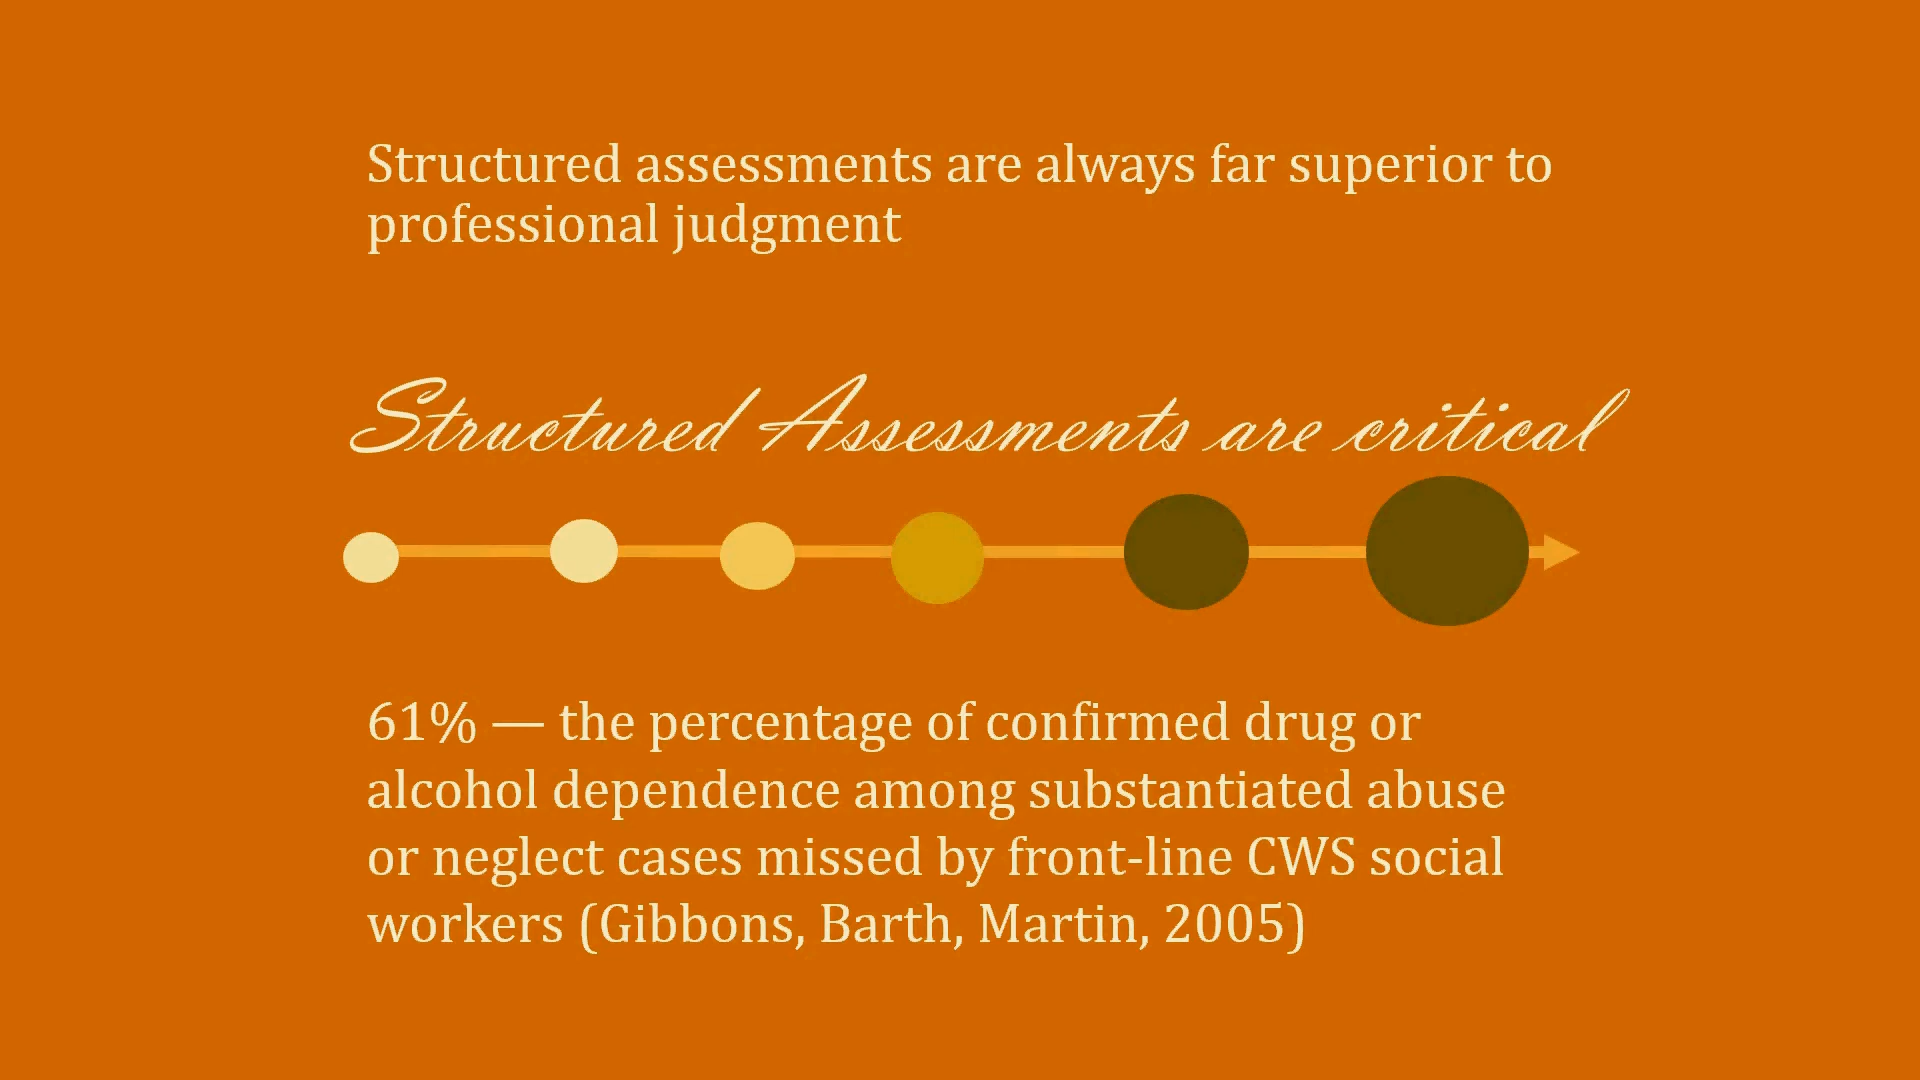 Structured assessments are always far superior to
professional judgment
Structured Assessments are critical
61% — the percentage of confirmed drug or
alcohol dependence among substantiated abuse
or neglect cases missed by front-line CWS social
workers (Gibbons, Barth, Martin, 2005)